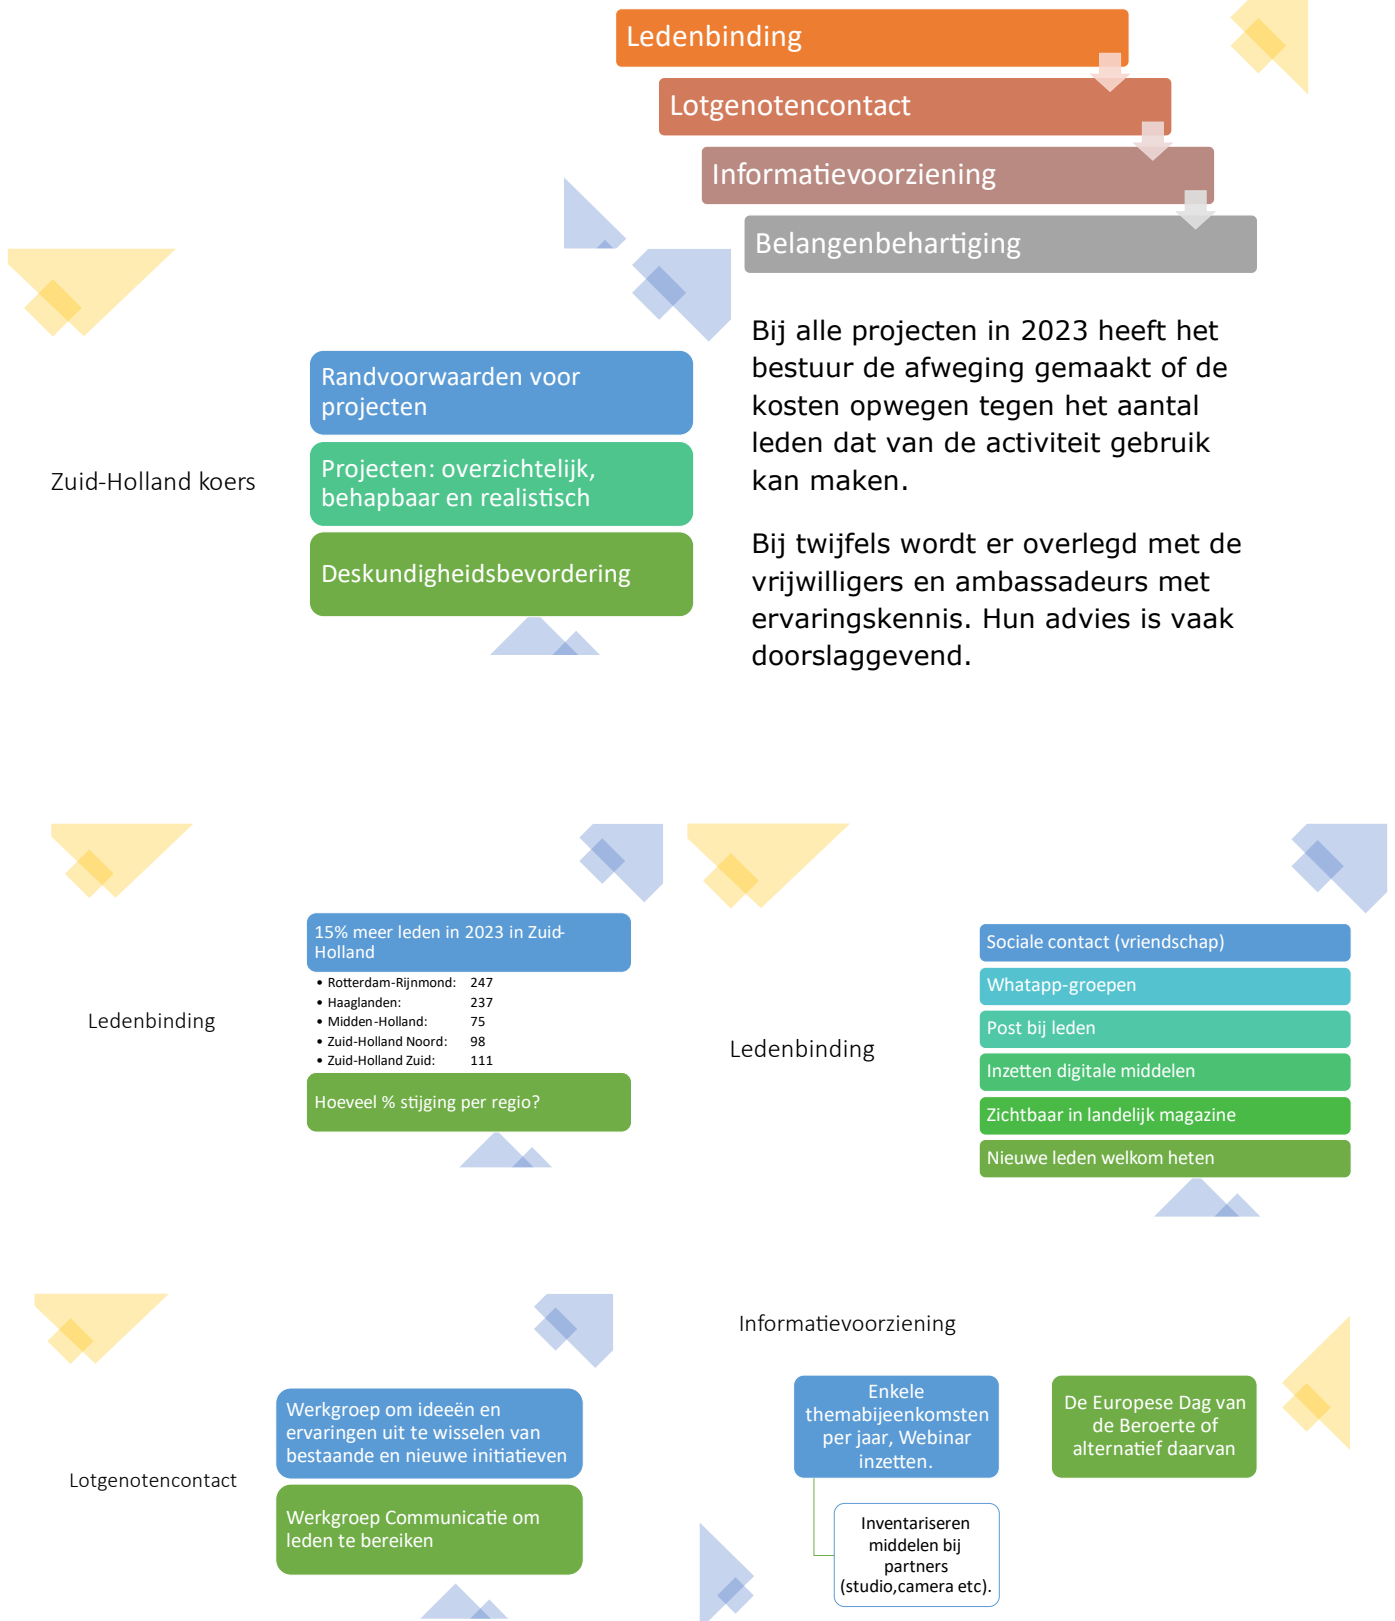 Ledenbinding
Lotgenotencontact
Informatievoorziening
Belangenbehartiging
Zuid-Holland koers
Randvoorwaarden voor
projecten
Projecten: overzichtelijk,
behapbaar en realistisch
Deskundigheidsbevordering
Bij alle projecten in 2023 heeft het
bestuur de afweging gemaakt of de
kosten opwegen tegen het aantal
leden dat van de activiteit gebruik
kan maken.
Bij twijfels wordt er overlegd met de
vrijwilligers en ambassadeurs met
ervaringskennis. Hun advies is vaak
doorslaggevend.
Ledenbinding
15% meer leden in 2023 in Zuid-
Holland
• Rotterdam-Rijnmond: 247
• Haaglanden: 237
• Midden-Holland: 75
• Zuid-Holland Noord: 98
• Zuid-Holland Zuid: 111
Hoeveel % stijging per regio?
Ledenbinding
Sociale contact (vriendschap)
Whatapp-groepen
Post bij leden
Inzetten digitale middelen
Zichtbaar in landelijk magazine
Nieuwe leden welkom heten
Lotgenotencontact
Werkgroep om ideeën en
ervaringen uit te wisselen van
bestaande en nieuwe initiatieven
Werkgroep Communicatie om
leden te bereiken
Informatievoorziening
Enkele
themabijeenkomsten
per jaar, Webinar
inzetten.
Inventariseren
middelen bij
partners
(studio,camera etc).
De Europese Dag van
de Beroerte of
alternatief daarvan